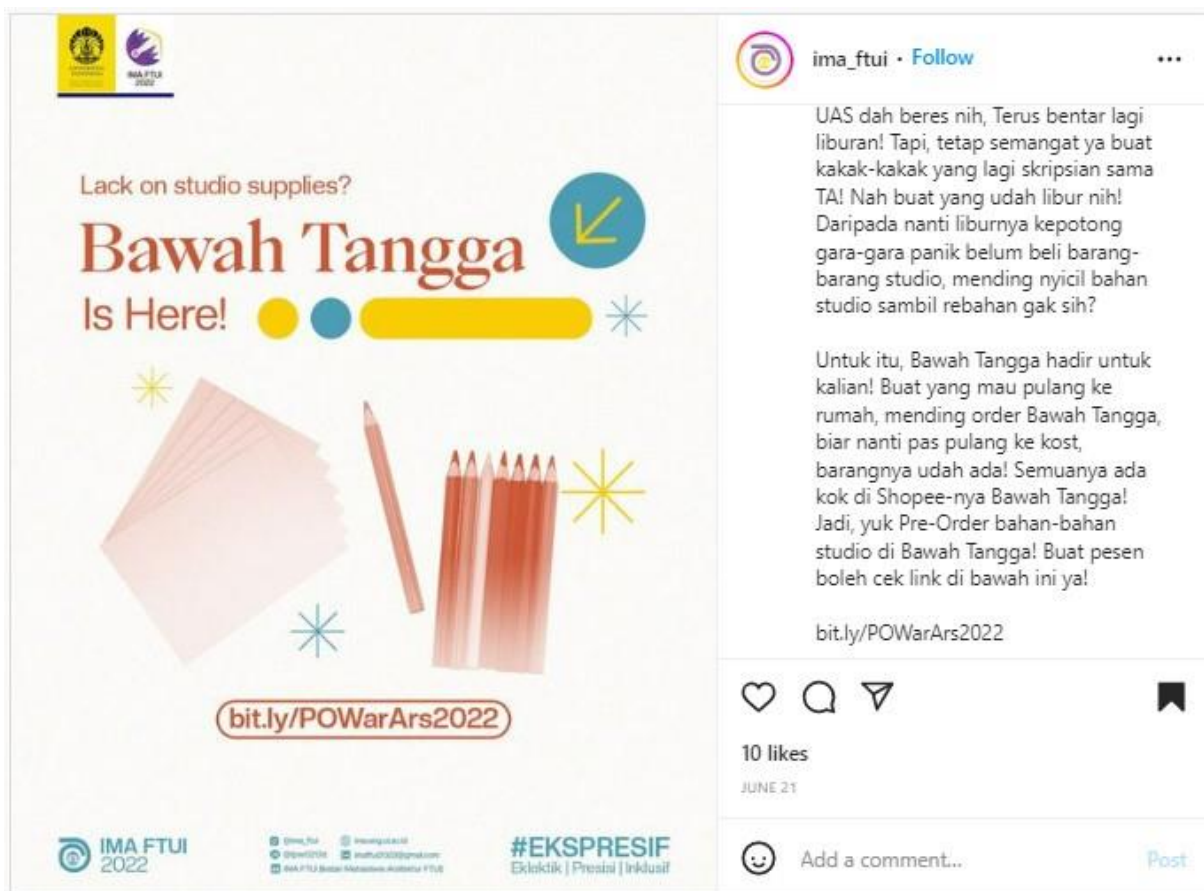 IMA FTUI
2022
Lack on studio supplies?
Bawah Tangga
Is Here!
bit.ly/POWarArs2022
IMA FTUI
2022
#EKSPRESIF
Eklektik | Presisi | Inklusif
ima_ftui • Follow
UAS dah beres nih, Terus bentar lagi
liburan! Tapi, tetap semangat ya buat
kakak-kakak yang lagi skripsian sama
TA! Nah buat yang udah libur nih!
Daripada nanti liburnya kepotong
gara-gara panik belum beli barang-
barang studio, mending nyicil bahan
studio sambil rebahan gak sih?
Untuk itu, Bawah Tangga hadir untuk
kalian! Buat yang mau pulang ke
rumah, mending order Bawah Tangga,
biar nanti pas pulang ke kost,
barangnya udah ada! Semuanya ada
kok di Shopee-nya Bawah Tangga!
Jadi, yuk Pre-Order bahan-bahan
studio di Bawah Tangga! Buat pesen
boleh cek link di bawah ini ya!
bit.ly/POWarArs2022
10 likes
JUNE 21
Add a comment...
Post